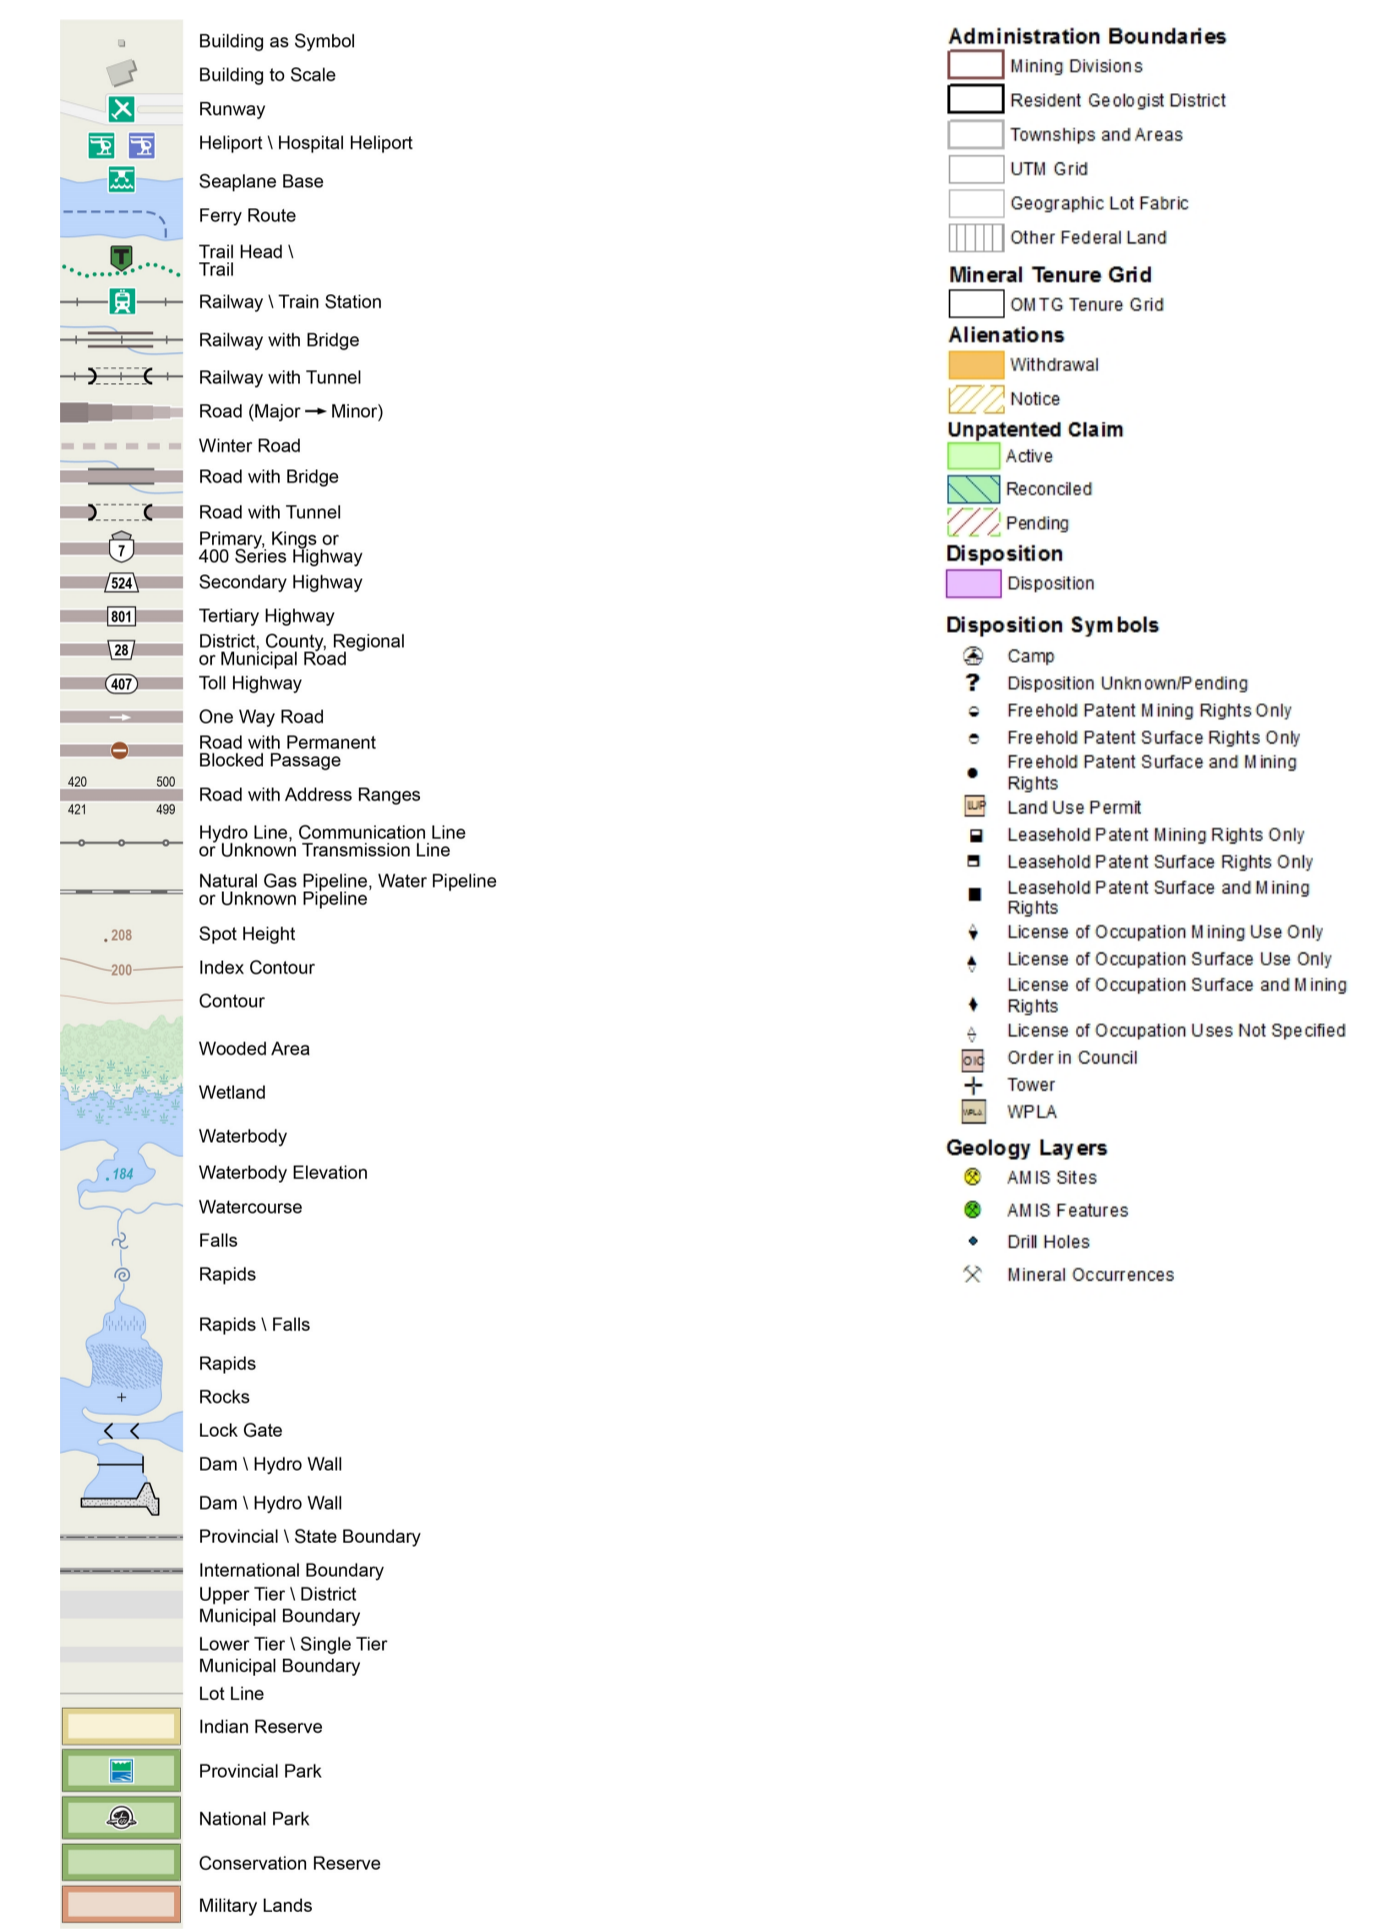 Building as Symbol
Building to Scale
Runway
Heliport \ Hospital Heliport
Seaplane Base
Ferry Route
T
Trail Head \
Trail
Railway \ Train Station
Railway with Bridge
Railway with Tunnel
Road (Major → Minor)
Winter Road
Road with Bridge
Road with Tunnel
7
Primary, Kings or
400 Series Highway
524 Secondary Highway
801 Tertiary Highway
28
District, County, Regional
or Municipal Road
407 Toll Highway
One Way Road
Road with Permanent
Blocked Passage
420 500
Road with Address Ranges
421 499
Hydro Line, Communication Line
or Unknown Transmission Line
Natural Gas Pipeline, Water Pipeline
or Unknown Pipeline
.208 Spot Height
200 Index Contour
Contour
Wooded Area
Wetland
Waterbody
.184 Waterbody Elevation
Watercourse
Falls
Rapids
Rapids \ Falls
Rapids
Rocks
Lock Gate
Dam \ Hydro Wall
Dam \ Hydro Wall
Provincial \ State Boundary
International Boundary
Upper Tier \ District
Municipal Boundary
Lower Tier \ Single Tier
Municipal Boundary
Lot Line
Indian Reserve
Provincial Park
National Park
Conservation Reserve
Military Lands
Administration Boundaries
Mining Divisions
Resident Geologist District
Townships and Areas
UTM Grid
Geographic Lot Fabric
Other Federal Land
Mineral Tenure Grid
OMTG Tenure Grid
Alienations
Withdrawal
Notice
Unpatented Claim
Active
Reconciled
Pending
Disposition
Disposition
Disposition Symbols
Camp
? Disposition Unknown/Pending
Freehold Patent Mining Rights Only
Freehold Patent Surface Rights Only
Freehold Patent Surface and Mining
Rights
LUP Land Use Permit
Leasehold Patent Mining Rights Only
Leasehold Patent Surface Rights Only
Leasehold Patent Surface and Mining
Rights
License of Occupation Mining Use Only
License of Occupation Surface Use Only
License of Occupation Surface and Mining
Rights
License of Occupation Uses Not Specified
OIC Order in Council
Tower
WPLA WPLA
Geology Layers
AMIS Sites
AMIS Features
Drill Holes
Mineral Occurrences